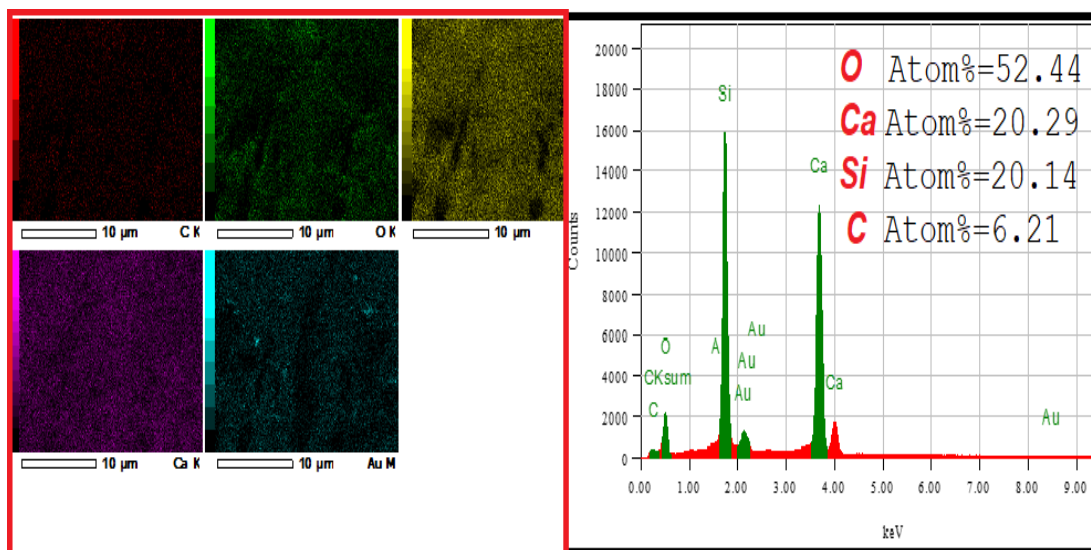 10 µm C K
10 µm O K
10 µm
10 µm Ca K
10 µm Au M
O Atom%=52.44
Ca Atom%=20.29
Si Atom%=20.14
C Atom%=6.21
Counts
20000
18000
16000
14000
12000
10000
8000
6000
4000
2000
0
Si
Ca
O
CKsum
C
A
Au
Au
Au
Ca
Au
0.00 1.00 2.00 3.00 4.00 5.00 6.00 7.00 8.00 9.00
keV